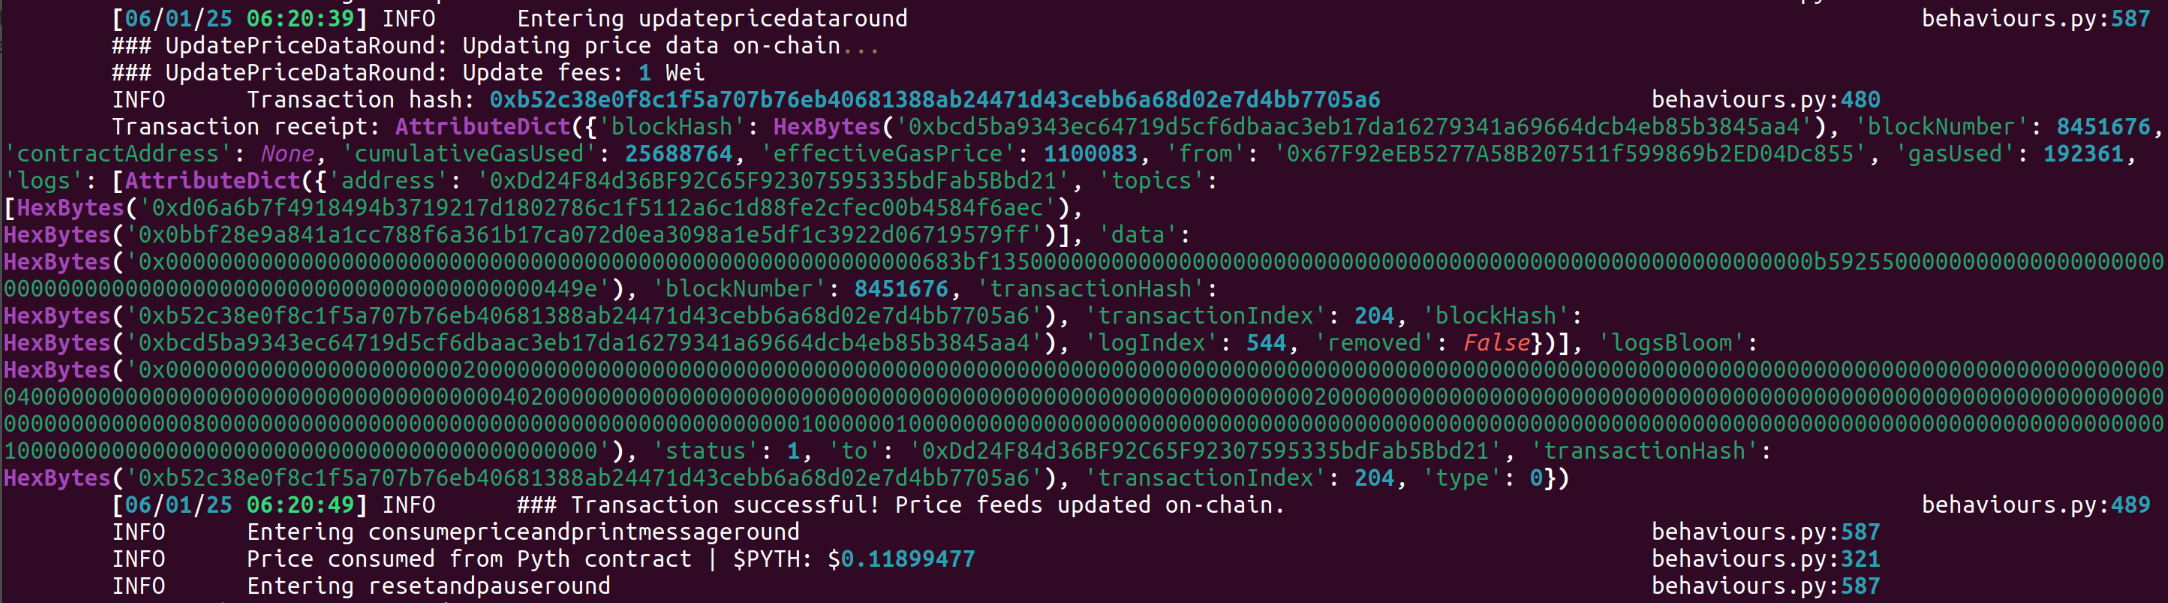 [06/01/25 06:20:39] INFO Entering updatepricedataround behaviours.py:587
### UpdatePriceDataRound: Updating price data on-chain...
### UpdatePriceDataRound: Update fees: 1 Wei
INFO Transaction hash: 0xb52c38e0f8c1f5a707b76eb40681388ab24471d43cebb6a68d02e7d4bb7705a6 behaviours.py:480
Transaction receipt: AttributeDict({'blockHash': HexBytes('0xbcd5ba9343ec64719d5cf6dbaac3eb17da16279341a69664dcb4eb85b3845aa4'), 'blockNumber': 8451676,
'contractAddress': None, 'cumulativeGasUsed': 25688764, 'effectiveGasPrice': 1100083, 'from': '0x67F92eEB5277A58B207511f599869b2ED04Dc855', 'gasUsed': 192361,
'logs': [AttributeDict({'address': '0xDd24F84d36BF92C65F92307595335bdFab5Bbd21', 'topics':
[HexBytes('0xd06a6b7f4918494b3719217d1802786c1f5112a6c1d88fe2cfec00b4584f6aec'),
HexBytes('0x0bbf28e9a841a1cc788f6a361b17ca072d0ea3098a1e5df1c3922d06719579ff')], 'data':
HexBytes('0x00000000000000000000000000000000000000000000000000000000683bf1350000000000000000000000000000000000000000000000000000000000b5925500000000000000000000
0000000000000000000000000000000000000000449e'), 'blockNumber': 8451676, 'transactionHash':
HexBytes('0xb52c38e0f8c1f5a707b76eb40681388ab24471d43cebb6a68d02e7d4bb7705a6'), 'transactionIndex': 204, 'blockHash':
HexBytes('0xbcd5ba9343ec64719d5cf6dbaac3eb17da16279341a69664dcb4eb85b3845aa4'), 'logIndex': 544, 'removed': False})], 'logsBloom':
HexBytes('0x0000000000000000000000200000000000000000000000000000000000000000000000000000000000000000000000000000000000000000000000000000000000000000000000000000
0400000000000000000000000000000000000402000000000000000000000000000000000000000000000000000000000200000000000000000000000000000000000000000000000000000000000000
0000000000000080000000000000000000000000000000000000000000010000001000000000000000000000000000000000000000000000000000000000000000000000000000000000000000000000
10000000000000000000000000000000000000000000'), 'status': 1, 'to': '0xDd24F84d36BF92C65F92307595335bdFab5Bbd21', 'transactionHash':
HexBytes('0xb52c38e0f8c1f5a707b76eb40681388ab24471d43cebb6a68d02e7d4bb7705a6'), 'transactionIndex': 204, 'type': 0})
[06/01/25 06:20:49] INFO ### Transaction successful! Price feeds updated on-chain. behaviours.py:489
INFO Entering consumepriceandprintmessageround behaviours.py:587
INFO Price consumed from Pyth contract | $PYTH: $0.11899477 behaviours.py:321
INFO Entering resetandpauseround behaviours.py:587